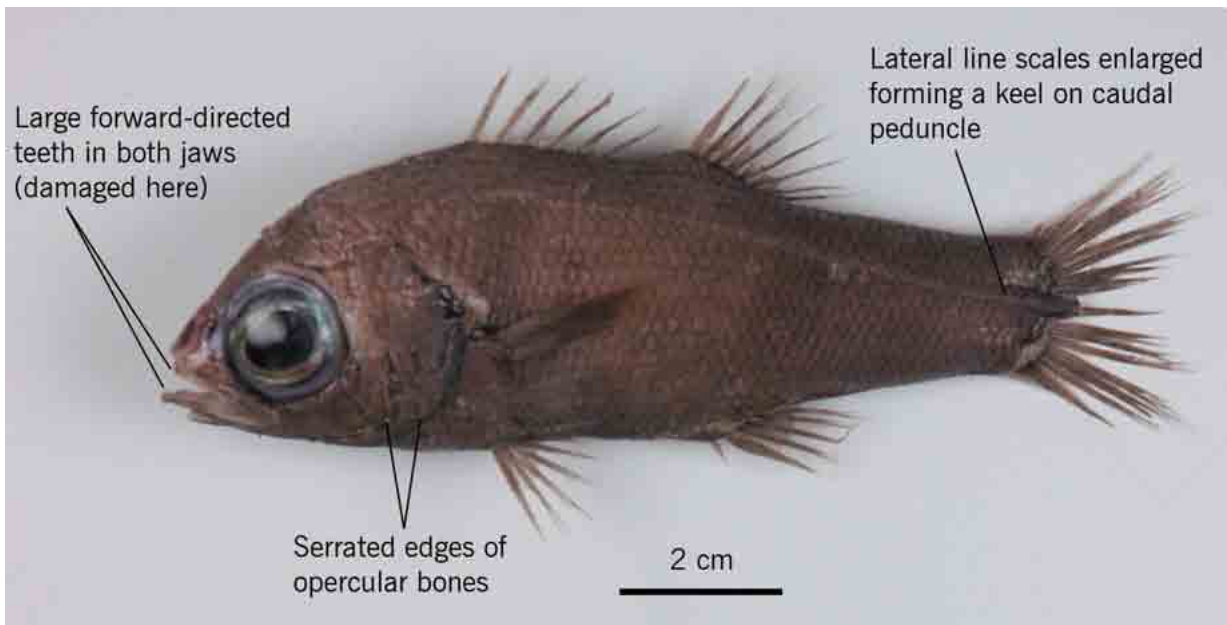 Large forward-directed
teeth in both jaws
(damaged here)
Lateral line scales enlarged
forming a keel on caudal
peduncle
Serrated edges of
opercular bones
2 cm